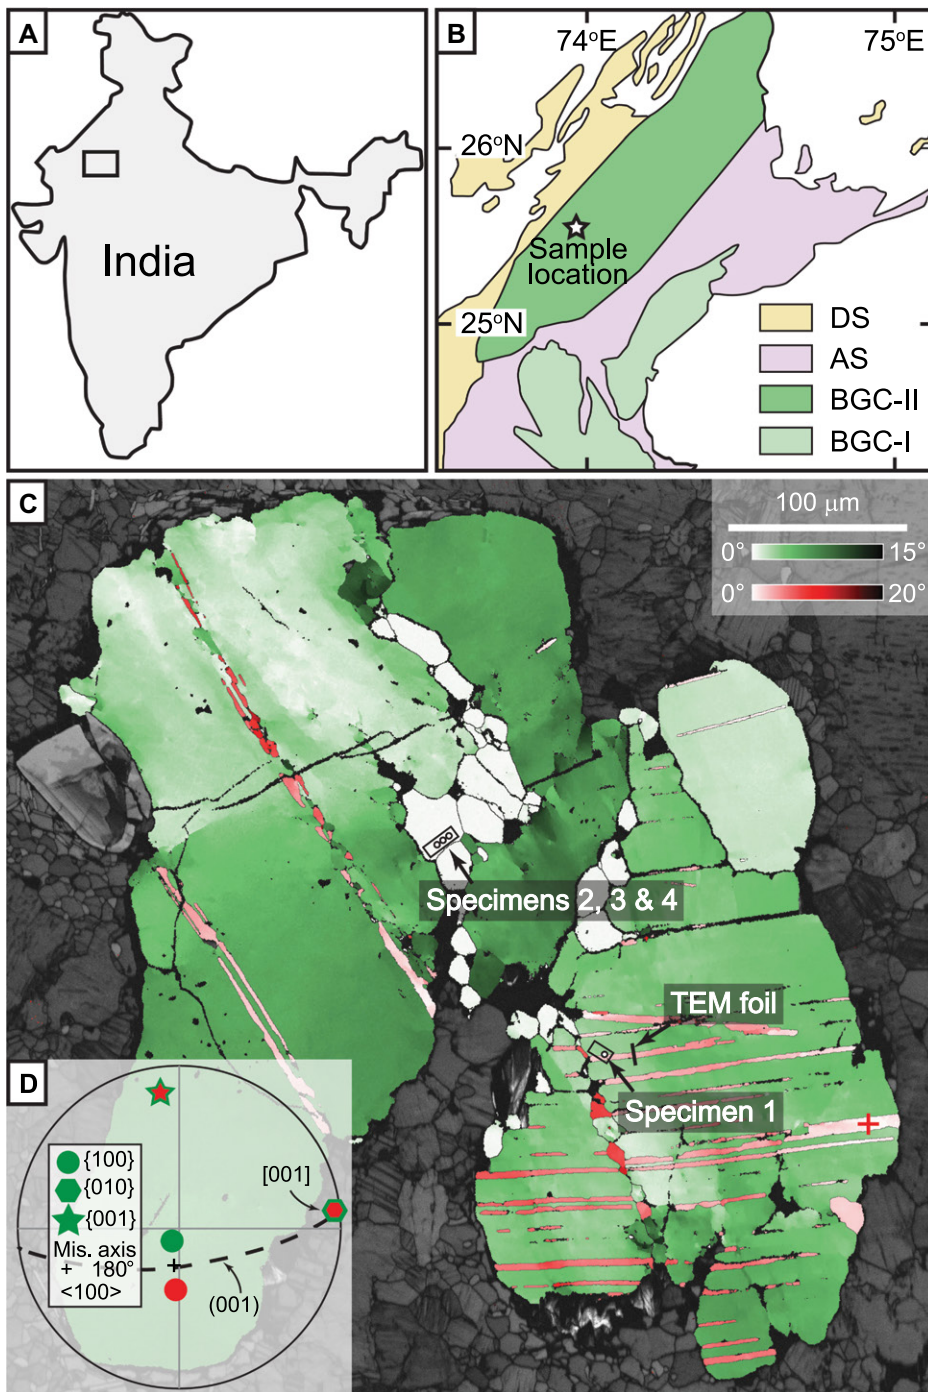 A
India
B
74°E
75°E
26°N
Sample
location
25°N
DS
AS
BGC-II
BGC-I
C
100 μm
0°
15°
0°
20°
Specimens 2, 3 & 4
TEM foil
Specimen 1
D
{100}
{010}
{001}
Mis. axis
+ 180°
<100>
[001]
(001)